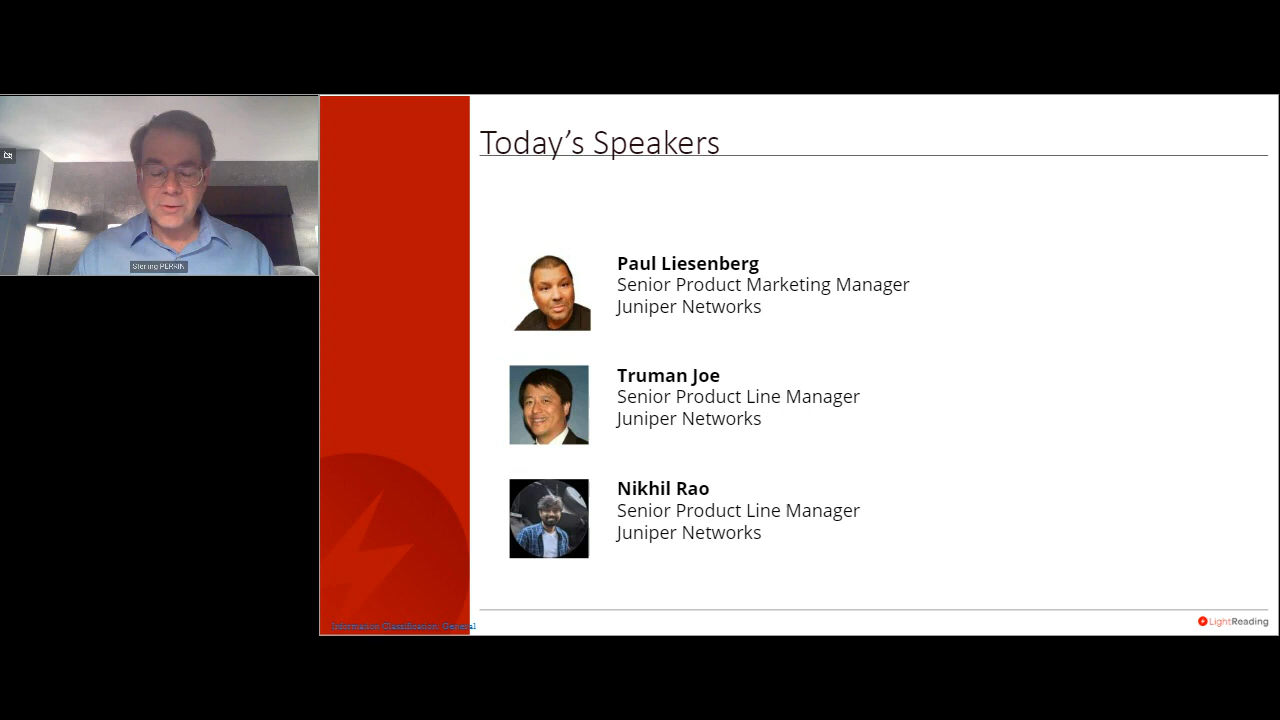 Sterling PERRIN
Today's Speakers
Paul Liesenberg
Senior Product Marketing Manager
Juniper Networks
Truman Joe
Senior Product Line Manager
Juniper Networks
Nikhil Rao
Senior Product Line Manager
Juniper Networks
Information Classification: General
LightReading